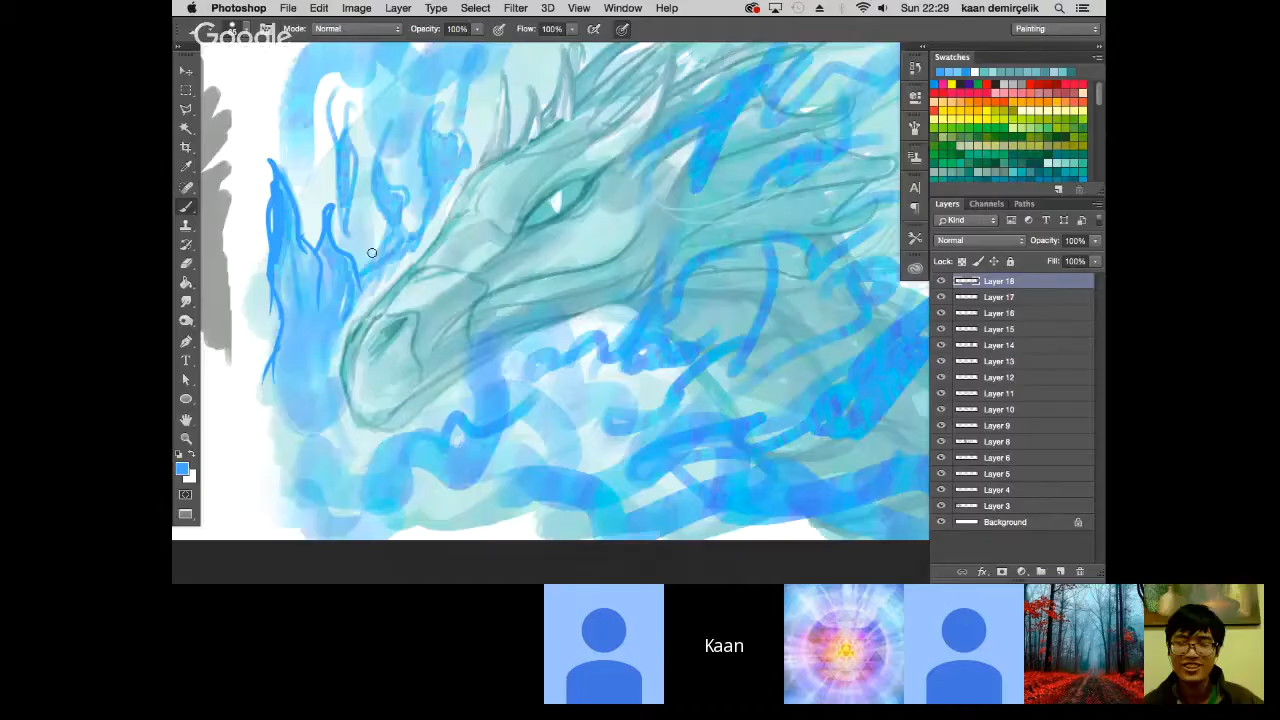 Photoshop File Edit Image Layer Type Select Filter 3D View Window Help Sun 22:29 kaan demirçelik
Google
Mode: Normal Opacity: 100% Flow: 100% Painting
Swatches
Layers Channels Paths
Kind
Normal Opacity: 100%
Lock: Fill: 100%
Layer 18
Layer 17
Layer 16
Layer 15
Layer 14
Layer 13
Layer 12
Layer 11
Layer 10
Layer 9
Layer 8
Layer 6
Layer 5
Layer 4
Layer 3
Background
fx
Kaan